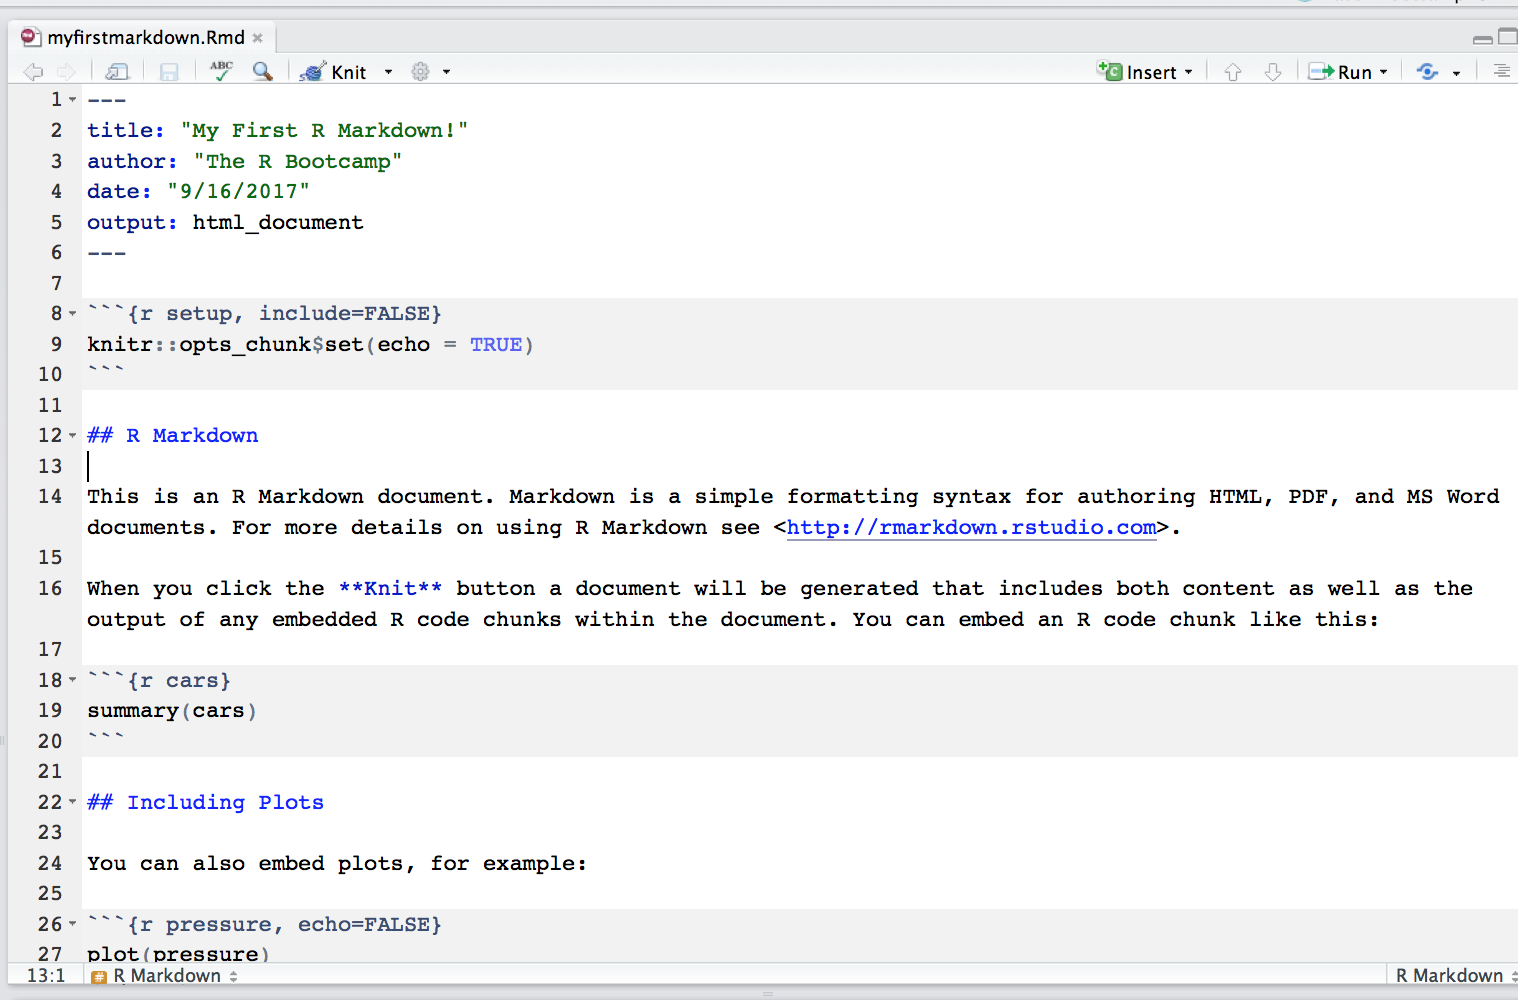 myfirstmarkdown.Rmd
ABC Knit Insert Run
1 ---
2 title: "My First R Markdown!"
3 author: "The R Bootcamp"
4 date: "9/16/2017"
5 output: html_document
6 ---
7
8 ```{r setup, include=FALSE}
9 knitr::opts_chunk$set(echo = TRUE)
10 ```
11
12 ## R Markdown
13
14 This is an R Markdown document. Markdown is a simple formatting syntax for authoring HTML, PDF, and MS Word
documents. For more details on using R Markdown see <http://rmarkdown.rstudio.com>.
15
16 When you click the **Knit** button a document will be generated that includes both content as well as the
output of any embedded R code chunks within the document. You can embed an R code chunk like this:
17
18 ```{r cars}
19 summary(cars)
20 ```
21
22 ## Including Plots
23
24 You can also embed plots, for example:
25
26 ```{r pressure, echo=FALSE}
27 plot(pressure)
13:1 # R Markdown R Markdown